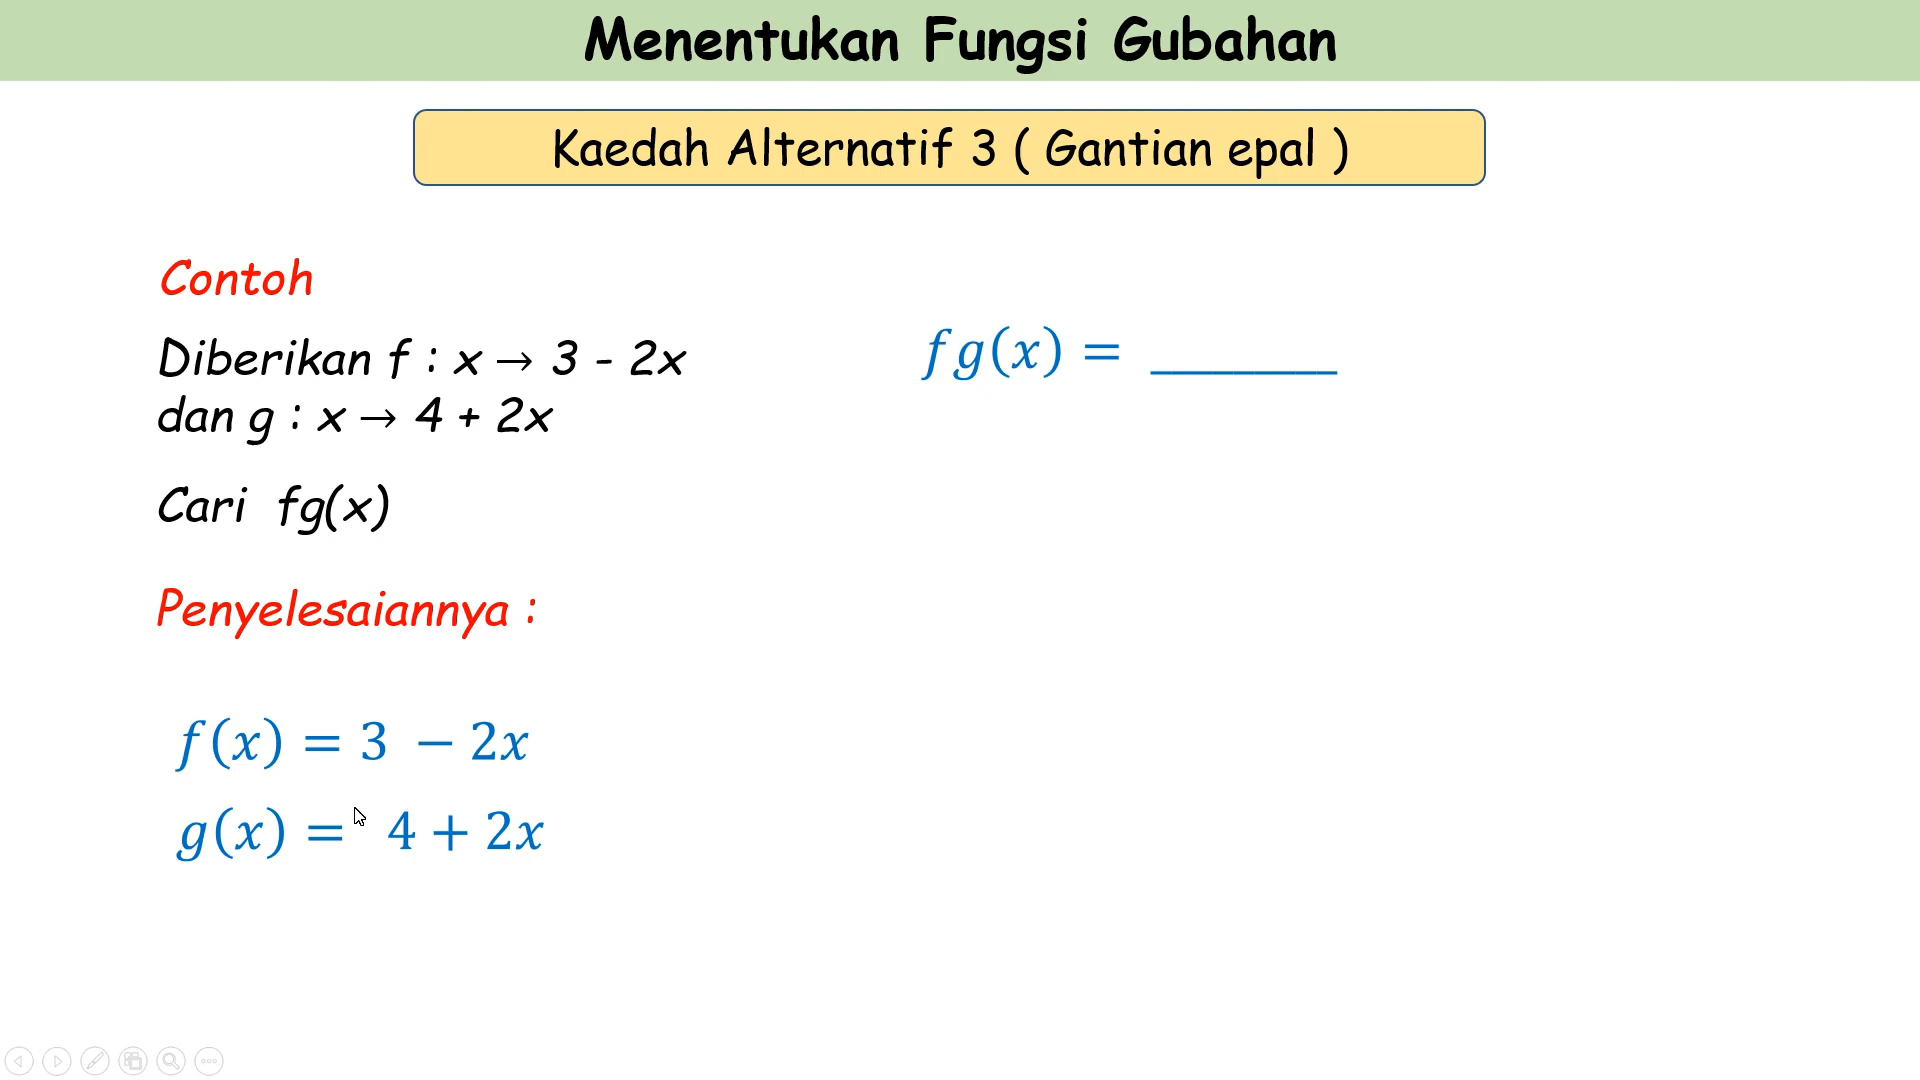 Menentukan Fungsi Gubahan
Kaedah Alternatif 3 ( Gantian epal )
Contoh
Diberikan f : x → 3 - 2x
dan g : x → 4 + 2x
Cari fg(x)
Penyelesaiannya :
f(x) = 3 − 2x
g(x) = 4 + 2x
fg(x) = ________